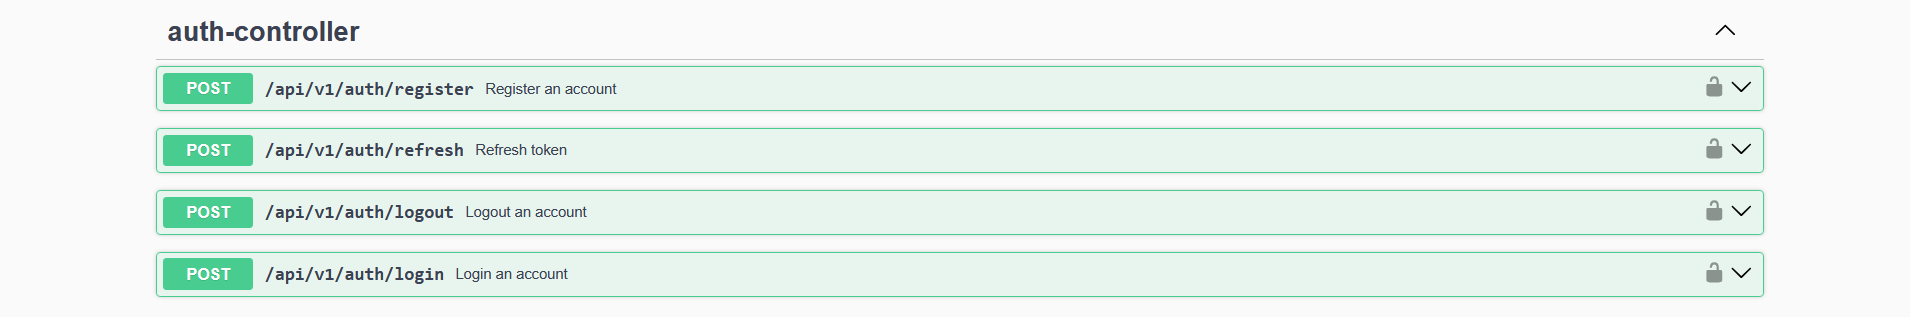 auth-controller
POST /api/v1/auth/register Register an account
POST /api/v1/auth/refresh Refresh token
POST /api/v1/auth/logout Logout an account
POST /api/v1/auth/login Login an account